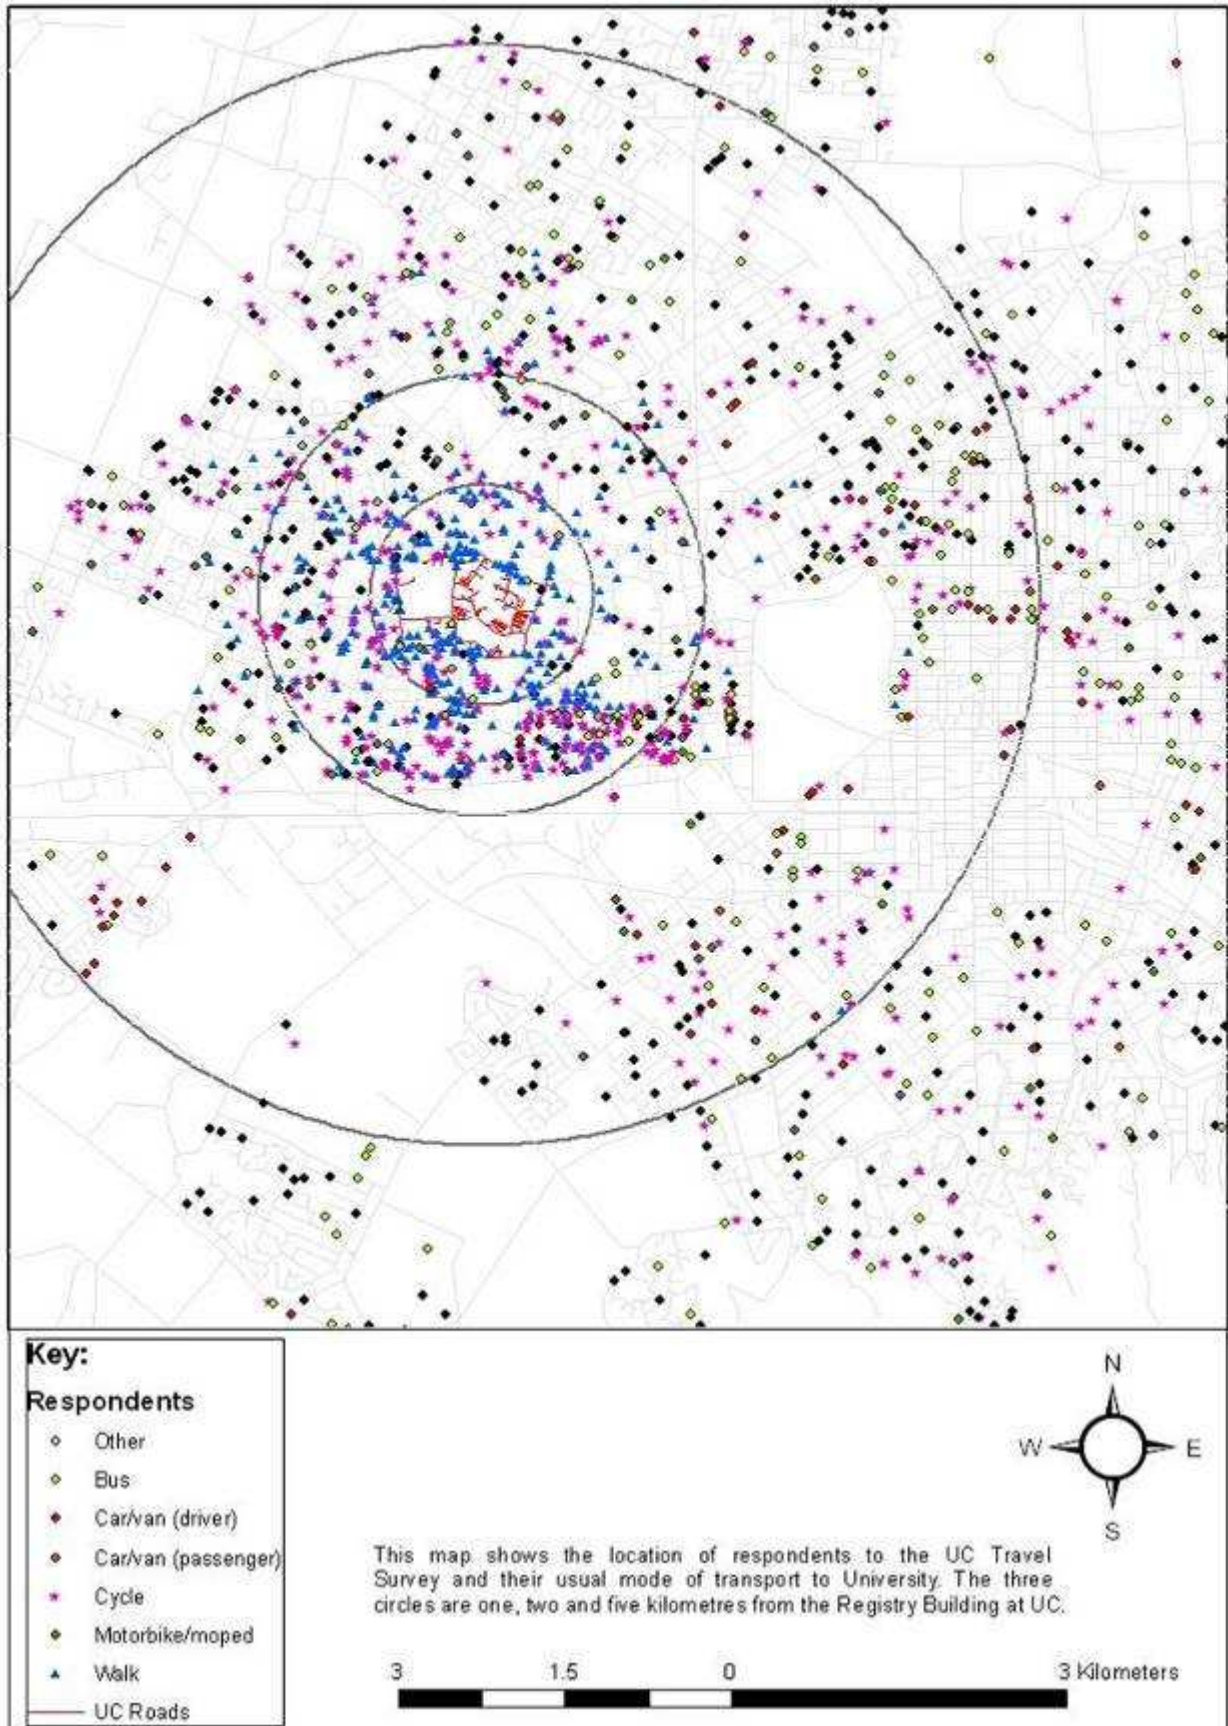 Key:
Respondents
Other
Bus
Car/van (driver)
Car/van (passenger)
Cycle
Motorbike/moped
Walk
UC Roads
N
W E
S
This map shows the location of respondents to the UC Travel
Survey and their usual mode of transport to University. The three
circles are one, two and five kilometres from the Registry Building at UC.
3 1.5 0 3 Kilometers